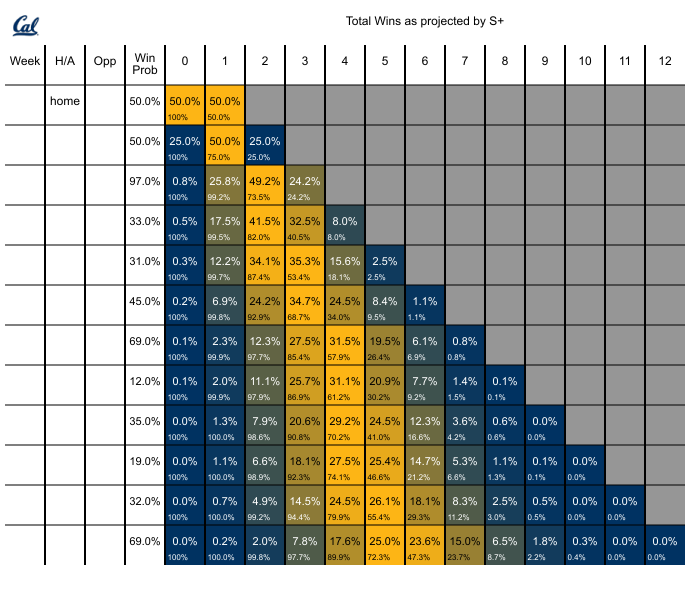 Cal
Total Wins as projected by S+
Week H/A Opp Win Prob 0 1 2 3 4 5 6 7 8 9 10 11 12
home 50.0% 50.0% 50.0%
100% 50.0%
50.0% 25.0% 50.0% 25.0%
100% 75.0% 25.0%
97.0% 0.8% 25.8% 49.2% 24.2%
100% 99.2% 73.5% 24.2%
33.0% 0.5% 17.5% 41.5% 32.5% 8.0%
100% 99.5% 82.0% 40.5% 8.0%
31.0% 0.3% 12.2% 34.1% 35.3% 15.6% 2.5%
100% 99.7% 87.4% 53.4% 18.1% 2.5%
45.0% 0.2% 6.9% 24.2% 34.7% 24.5% 8.4% 1.1%
100% 99.8% 92.9% 68.7% 34.0% 9.5% 1.1%
69.0% 0.1% 2.3% 12.3% 27.5% 31.5% 19.5% 6.1% 0.8%
100% 99.9% 97.7% 85.4% 57.9% 26.4% 6.9% 0.8%
12.0% 0.1% 2.0% 11.1% 25.7% 31.1% 20.9% 7.7% 1.4% 0.1%
100% 99.9% 97.9% 86.9% 61.2% 30.2% 9.2% 1.5% 0.1%
35.0% 0.0% 1.3% 7.9% 20.6% 29.2% 24.5% 12.3% 3.6% 0.6% 0.0%
100% 100.0% 98.6% 90.8% 70.2% 41.0% 16.6% 4.2% 0.6% 0.0%
19.0% 0.0% 1.1% 6.6% 18.1% 27.5% 25.4% 14.7% 5.3% 1.1% 0.1% 0.0%
100% 100.0% 98.9% 92.3% 74.1% 46.6% 21.2% 6.6% 1.3% 0.1% 0.0%
32.0% 0.0% 0.7% 4.9% 14.5% 24.5% 26.1% 18.1% 8.3% 2.5% 0.5% 0.0% 0.0%
100% 100.0% 99.2% 94.4% 79.9% 55.4% 29.3% 11.2% 3.0% 0.5% 0.0% 0.0%
69.0% 0.0% 0.2% 2.0% 7.8% 17.6% 25.0% 23.6% 15.0% 6.5% 1.8% 0.3% 0.0% 0.0%
100% 100.0% 99.8% 97.7% 89.9% 72.3% 47.3% 23.7% 8.7% 2.2% 0.4% 0.0% 0.0%